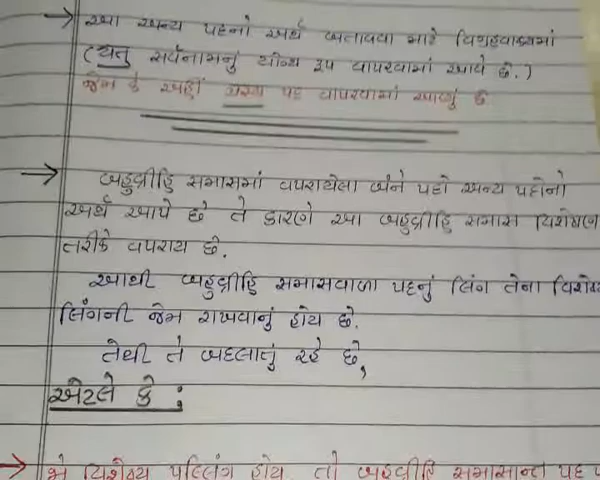 → આ અન્ય પદનો અર્થ બતાવવા માટે વિગ્રહવાક્યમાં
(યત્ સર્વનામનું યોગ્ય રૂપ વાપરવામાં આવે છે.)
જેમ કે અહીં યસ્ય પદ વાપરવામાં આવ્યું છે
→ બહુવ્રીહિ સમાસમાં વપરાયેલા બંને પદો અન્ય પદોનો
અર્થ આપે છે તે કારણે આ બહુવ્રીહિ સમાસ વિશેષણ
તરીકે વપરાય છે.
આથી બહુવ્રીહિ સમાસવાળા પદનું લિંગ તેના
લિંગની જેમ રાખવાનું હોય છે.
તેથી તે બદલાતું રહે છે,
એટલે કે :
→ જો વિશેષ્ય પુલ્લિંગ હોય તો બહુવ્રીહિ સમાસાન્ત પદ